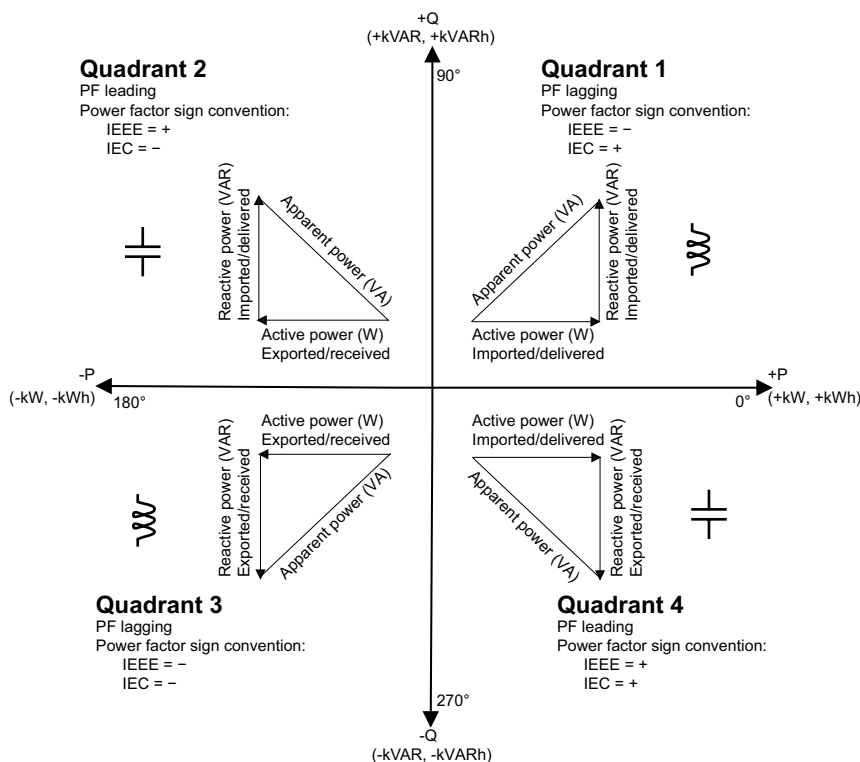 +Q
(+kVAR, +kVARh)
90°
Quadrant 2
PF leading
Power factor sign convention:
IEEE = +
IEC = −
Reactive power (VAR)
Imported/delivered
Apparent power (VA)
Active power (W)
Exported/received
Quadrant 1
PF lagging
Power factor sign convention:
IEEE = −
IEC = +
Apparent power (VA)
Reactive power (VAR)
Imported/delivered
Active power (W)
Imported/delivered
-P
(-kW, -kWh)
180°
0°
+P
(+kW, +kWh)
Active power (W)
Exported/received
Reactive power (VAR)
Exported/received
Apparent power (VA)
Quadrant 3
PF lagging
Power factor sign convention:
IEEE = −
IEC = −
Active power (W)
Imported/delivered
Apparent power (VA)
Reactive power (VAR)
Exported/received
Quadrant 4
PF leading
Power factor sign convention:
IEEE = +
IEC = +
270°
-Q
(-kVAR, -kVARh)